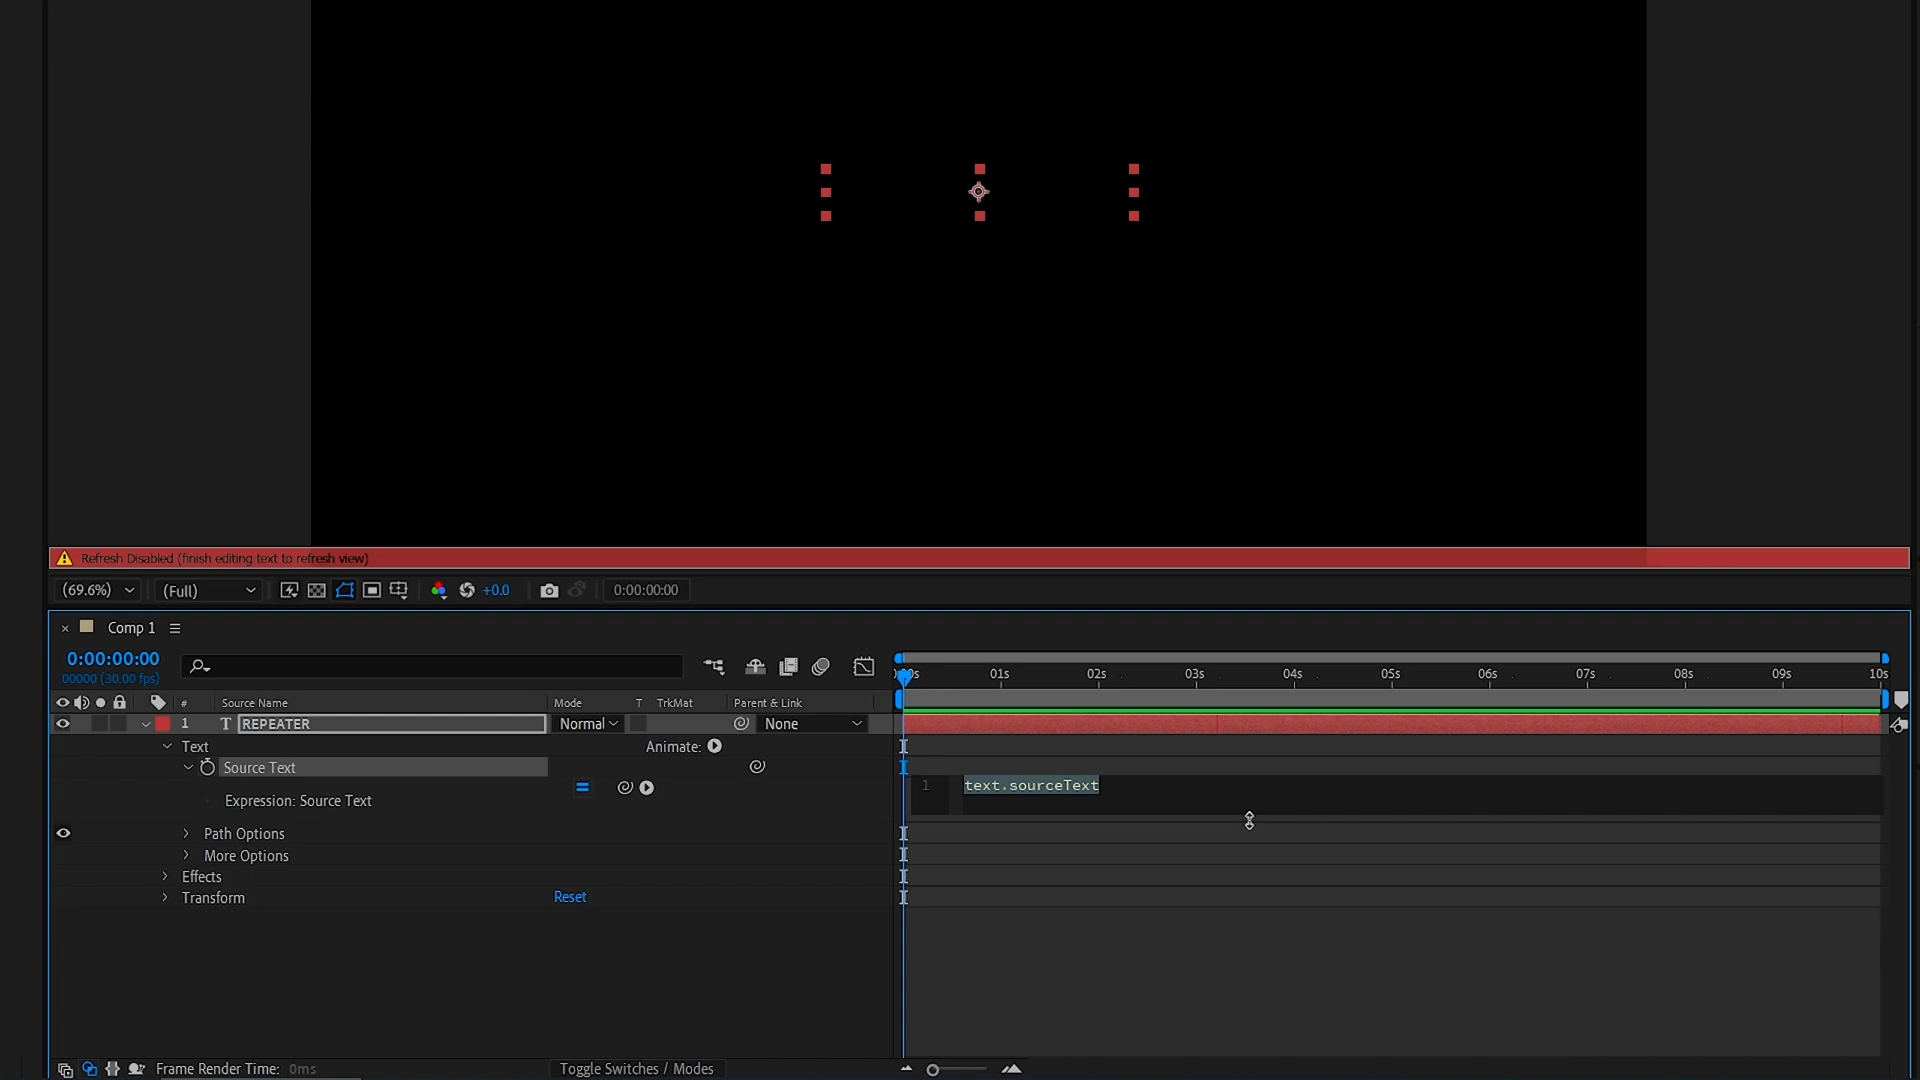 Refresh Disabled (finish editing text to refresh view)
(69.6%) (Full) +0.0 0:00:00:00
× Comp 1
0:00:00:00
00000 (30.00 fps)
01s 02s 03s 04s 05s 06s 07s 08s 09s 10s
# Source Name Mode T TrkMat Parent & Link
1 T REPEATER Normal None
Text Animate:
Source Text
Expression: Source Text
1 text.sourceText
Path Options
More Options
Effects
Transform Reset
Frame Render Time: 0ms Toggle Switches / Modes